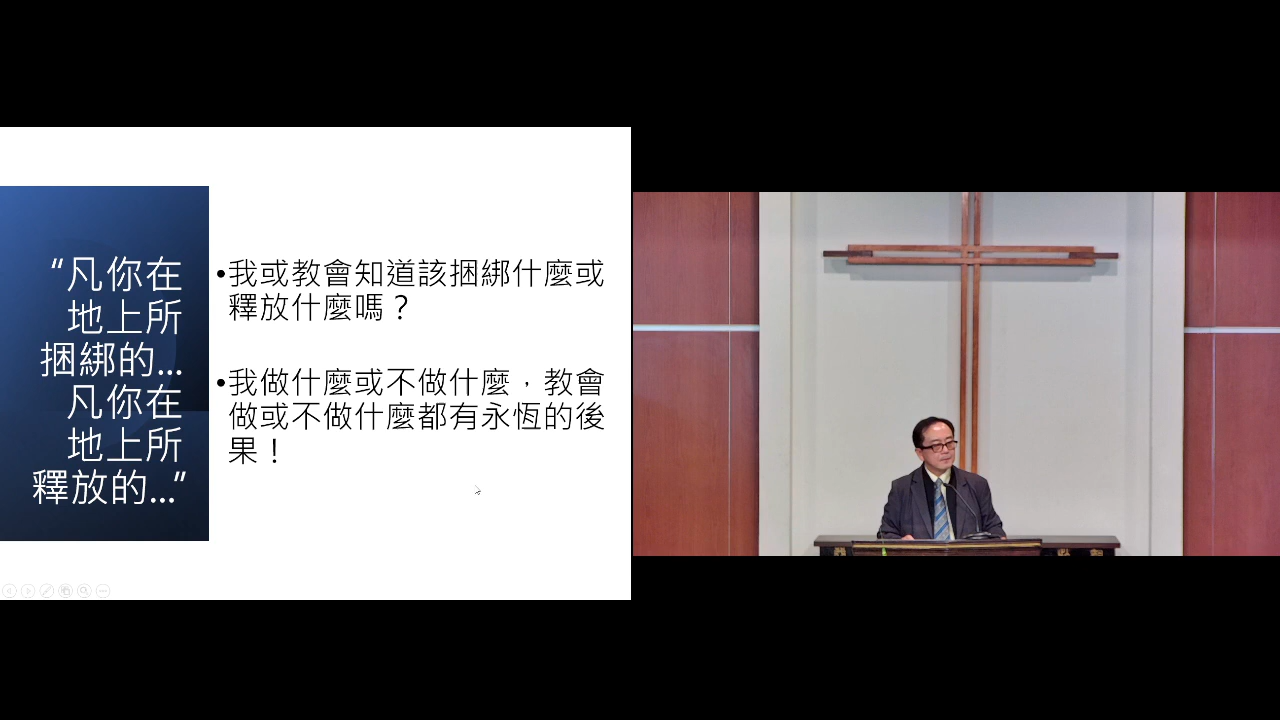 “凡你在
地上所
捆綁的...
凡你在
地上所
釋放的...”
•我或教會知道該捆綁什麼或
釋放什麼嗎？
•我做什麼或不做什麼，教會
做或不做什麼都有永恆的後
果！